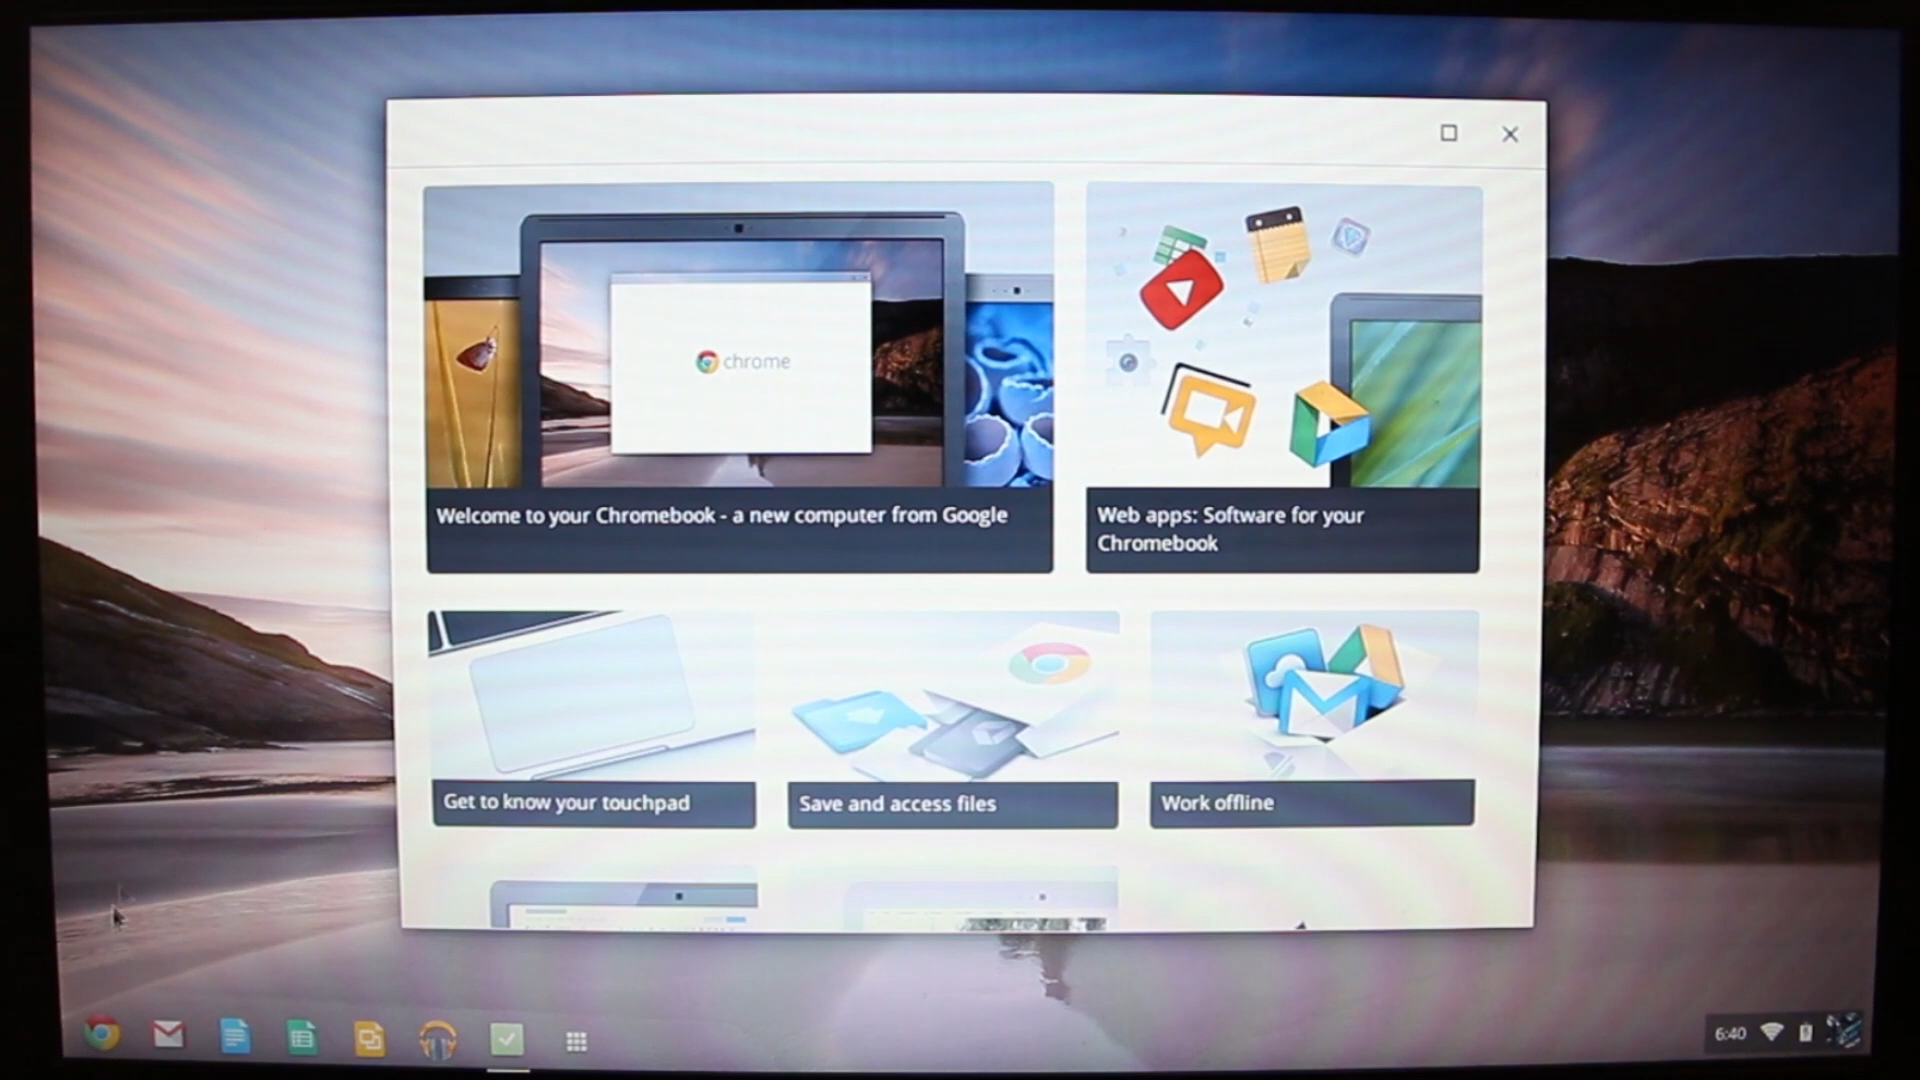 chrome
Welcome to your Chromebook - a new computer from Google
Web apps: Software for your
Chromebook
Get to know your touchpad
Save and access files
Work offline
6:40